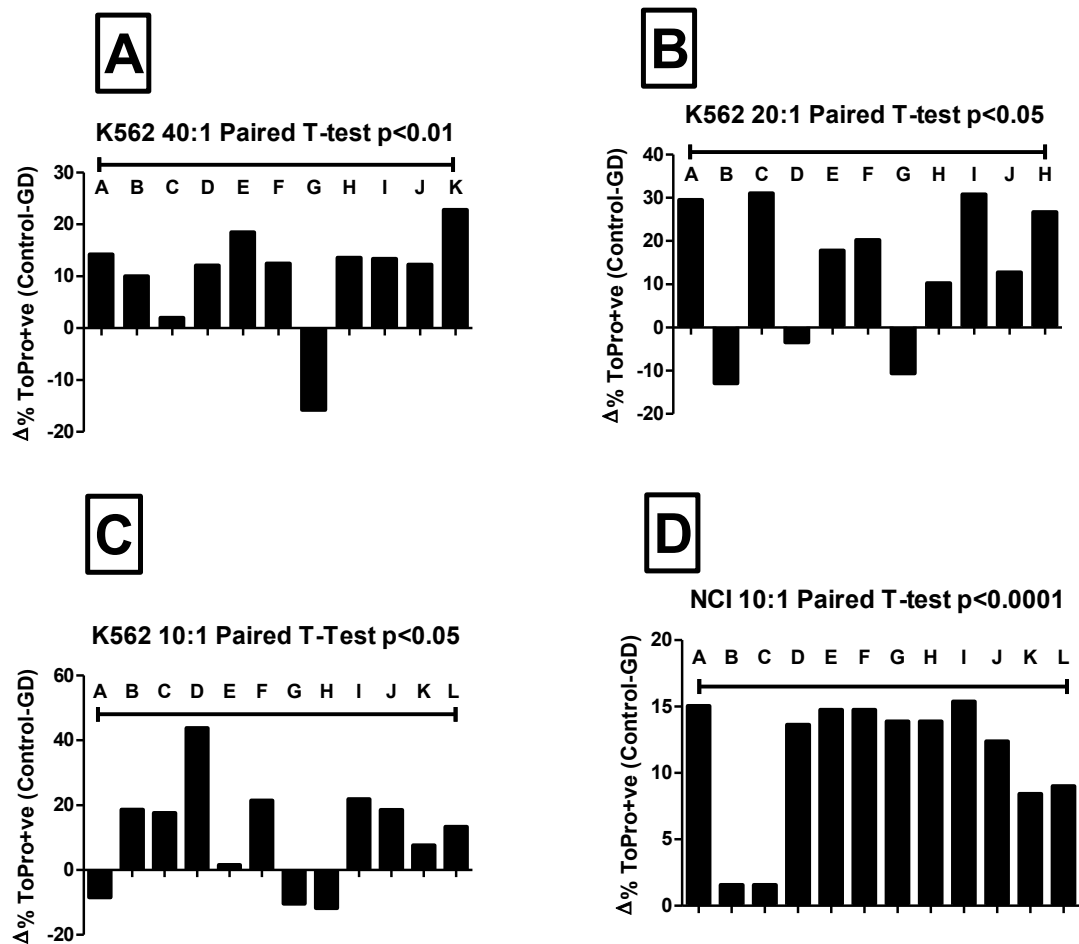 A
K562 40:1 Paired T-test p<0.01
Δ% ToPro+ve (Control-GD)
30
20
10
0
-10
-20
A B C D E F G H I J K
B
K562 20:1 Paired T-test p<0.05
Δ% ToPro+ve (Control-GD)
40
30
20
10
0
-10
-20
A B C D E F G H I J H
C
K562 10:1 Paired T-Test p<0.05
Δ% ToPro+ve (Control-GD)
60
40
20
0
-20
A B C D E F G H I J K L
D
NCI 10:1 Paired T-test p<0.0001
Δ% ToPro+ve (Control-GD)
20
15
10
5
0
A B C D E F G H I J K L